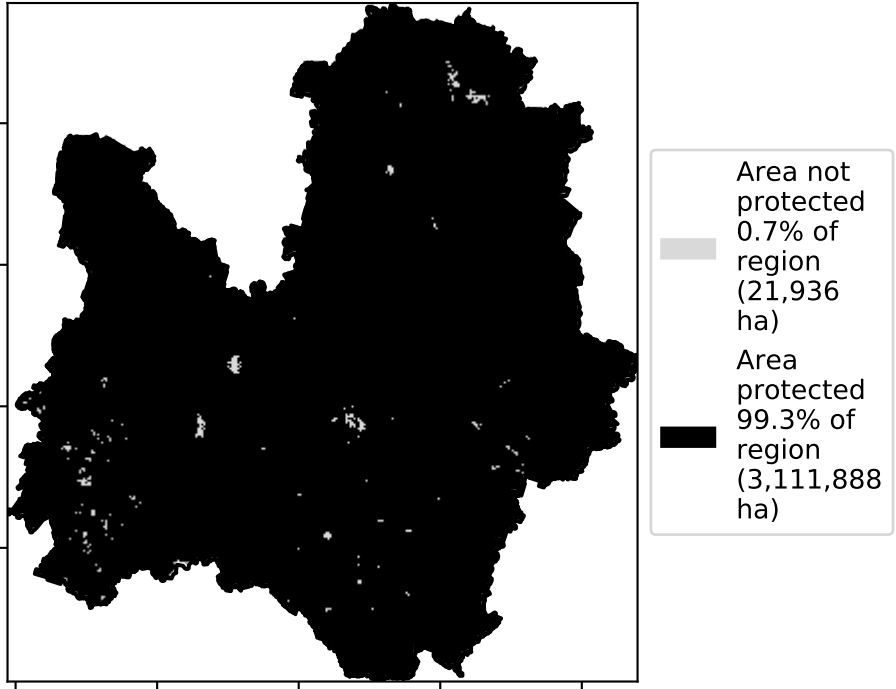 Area not
protected
0.7% of
region
(21,936
ha)
Area
protected
99.3% of
region
(3,111,888
ha)